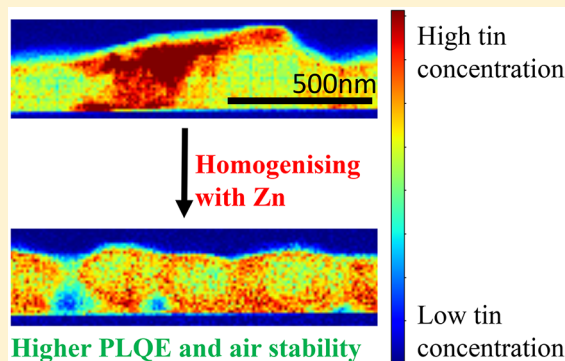 High tin
concentration
500nm
Homogenising
with Zn
Low tin
concentration
Higher PLQE and air stability